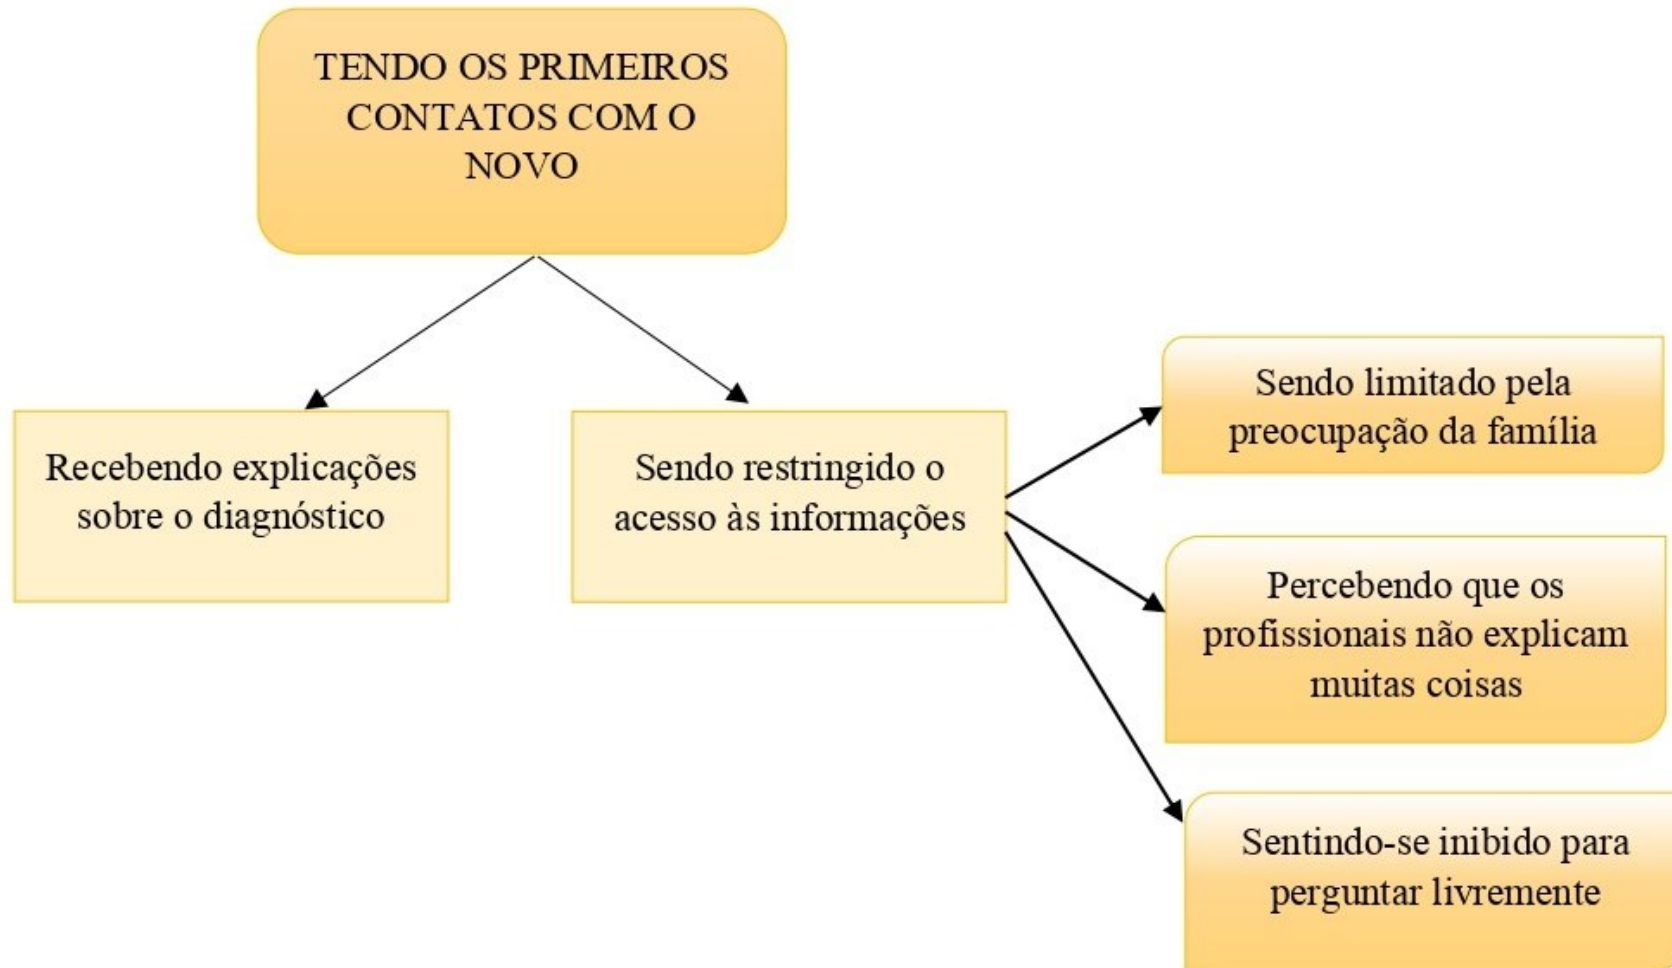 TENDO OS PRIMEIROS
CONTATOS COM O
NOVO
Recebendo explicações
sobre o diagnóstico
Sendo restringido o
acesso às informações
Sendo limitado pela
preocupação da família
Percebendo que os
profissionais não explicam
muitas coisas
Sentindo-se inibido para
perguntar livremente